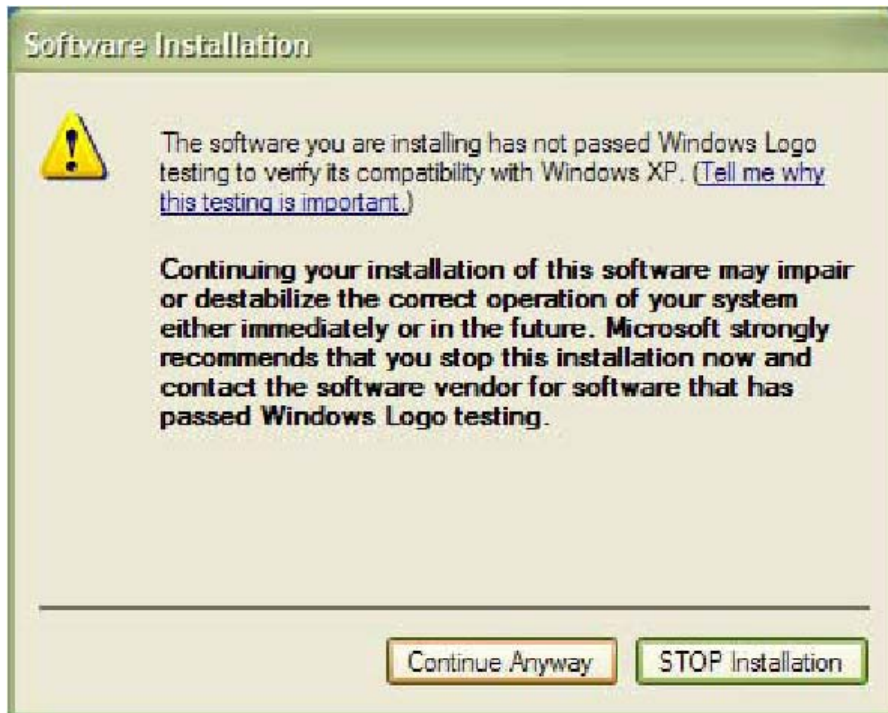 Software Installation
The software you are installing has not passed Windows Logo
testing to verify its compatibility with Windows XP. (Tell me why
this testing is important.)
Continuing your installation of this software may impair
or destabilize the correct operation of your system
either immediately or in the future. Microsoft strongly
recommends that you stop this installation now and
contact the software vendor for software that has
passed Windows Logo testing.
Continue Anyway
STOP Installation